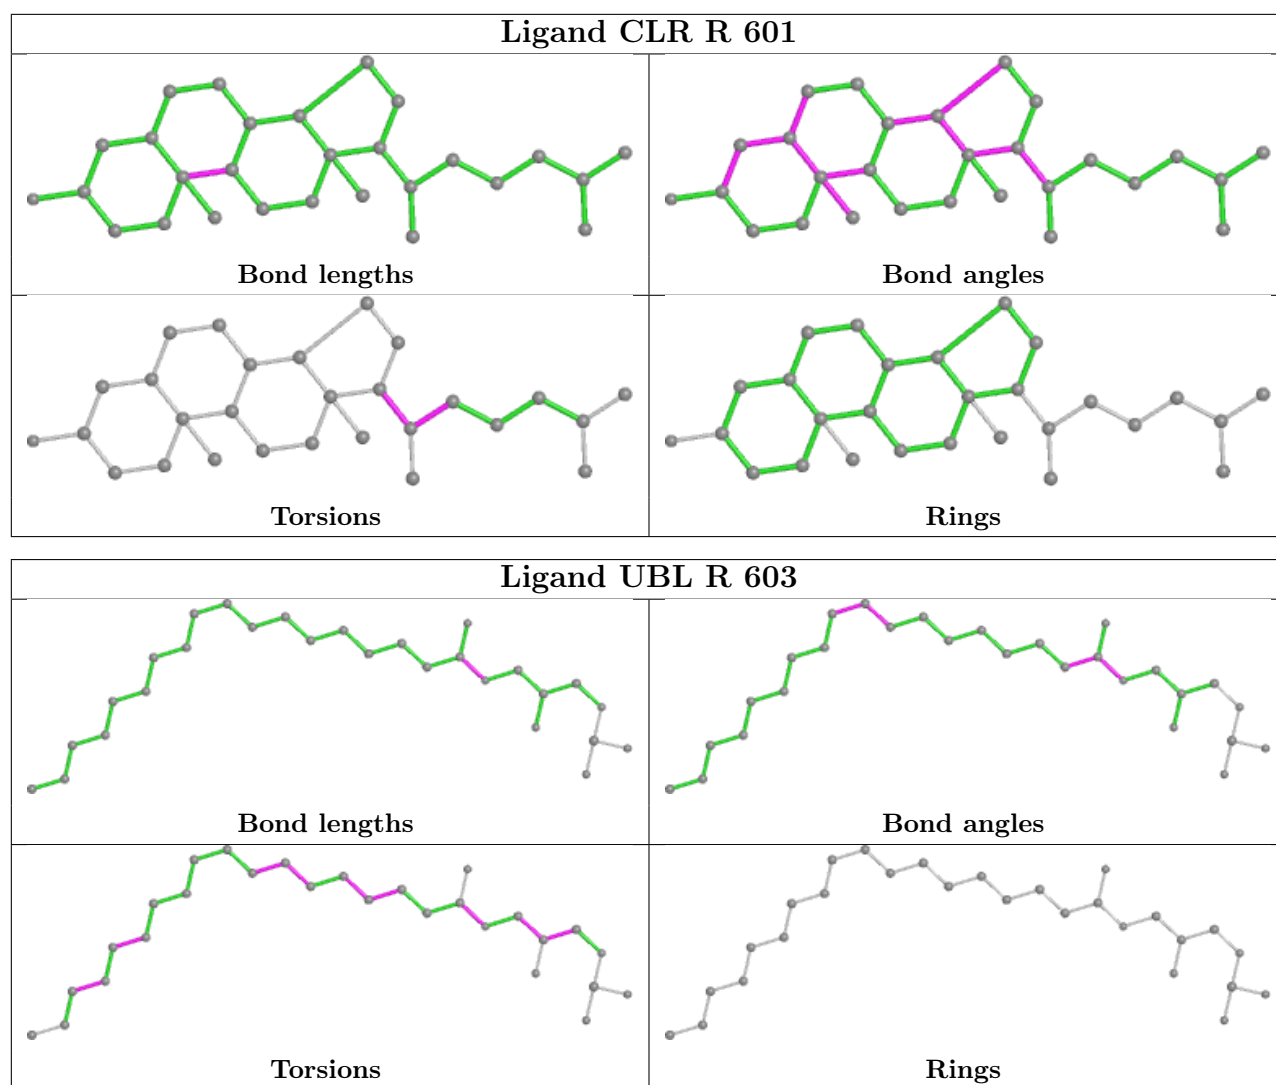 Ligand CLR R 601
Bond lengths
Bond angles
Torsions
Rings
Ligand UBL R 603
Bond lengths
Bond angles
Torsions
Rings